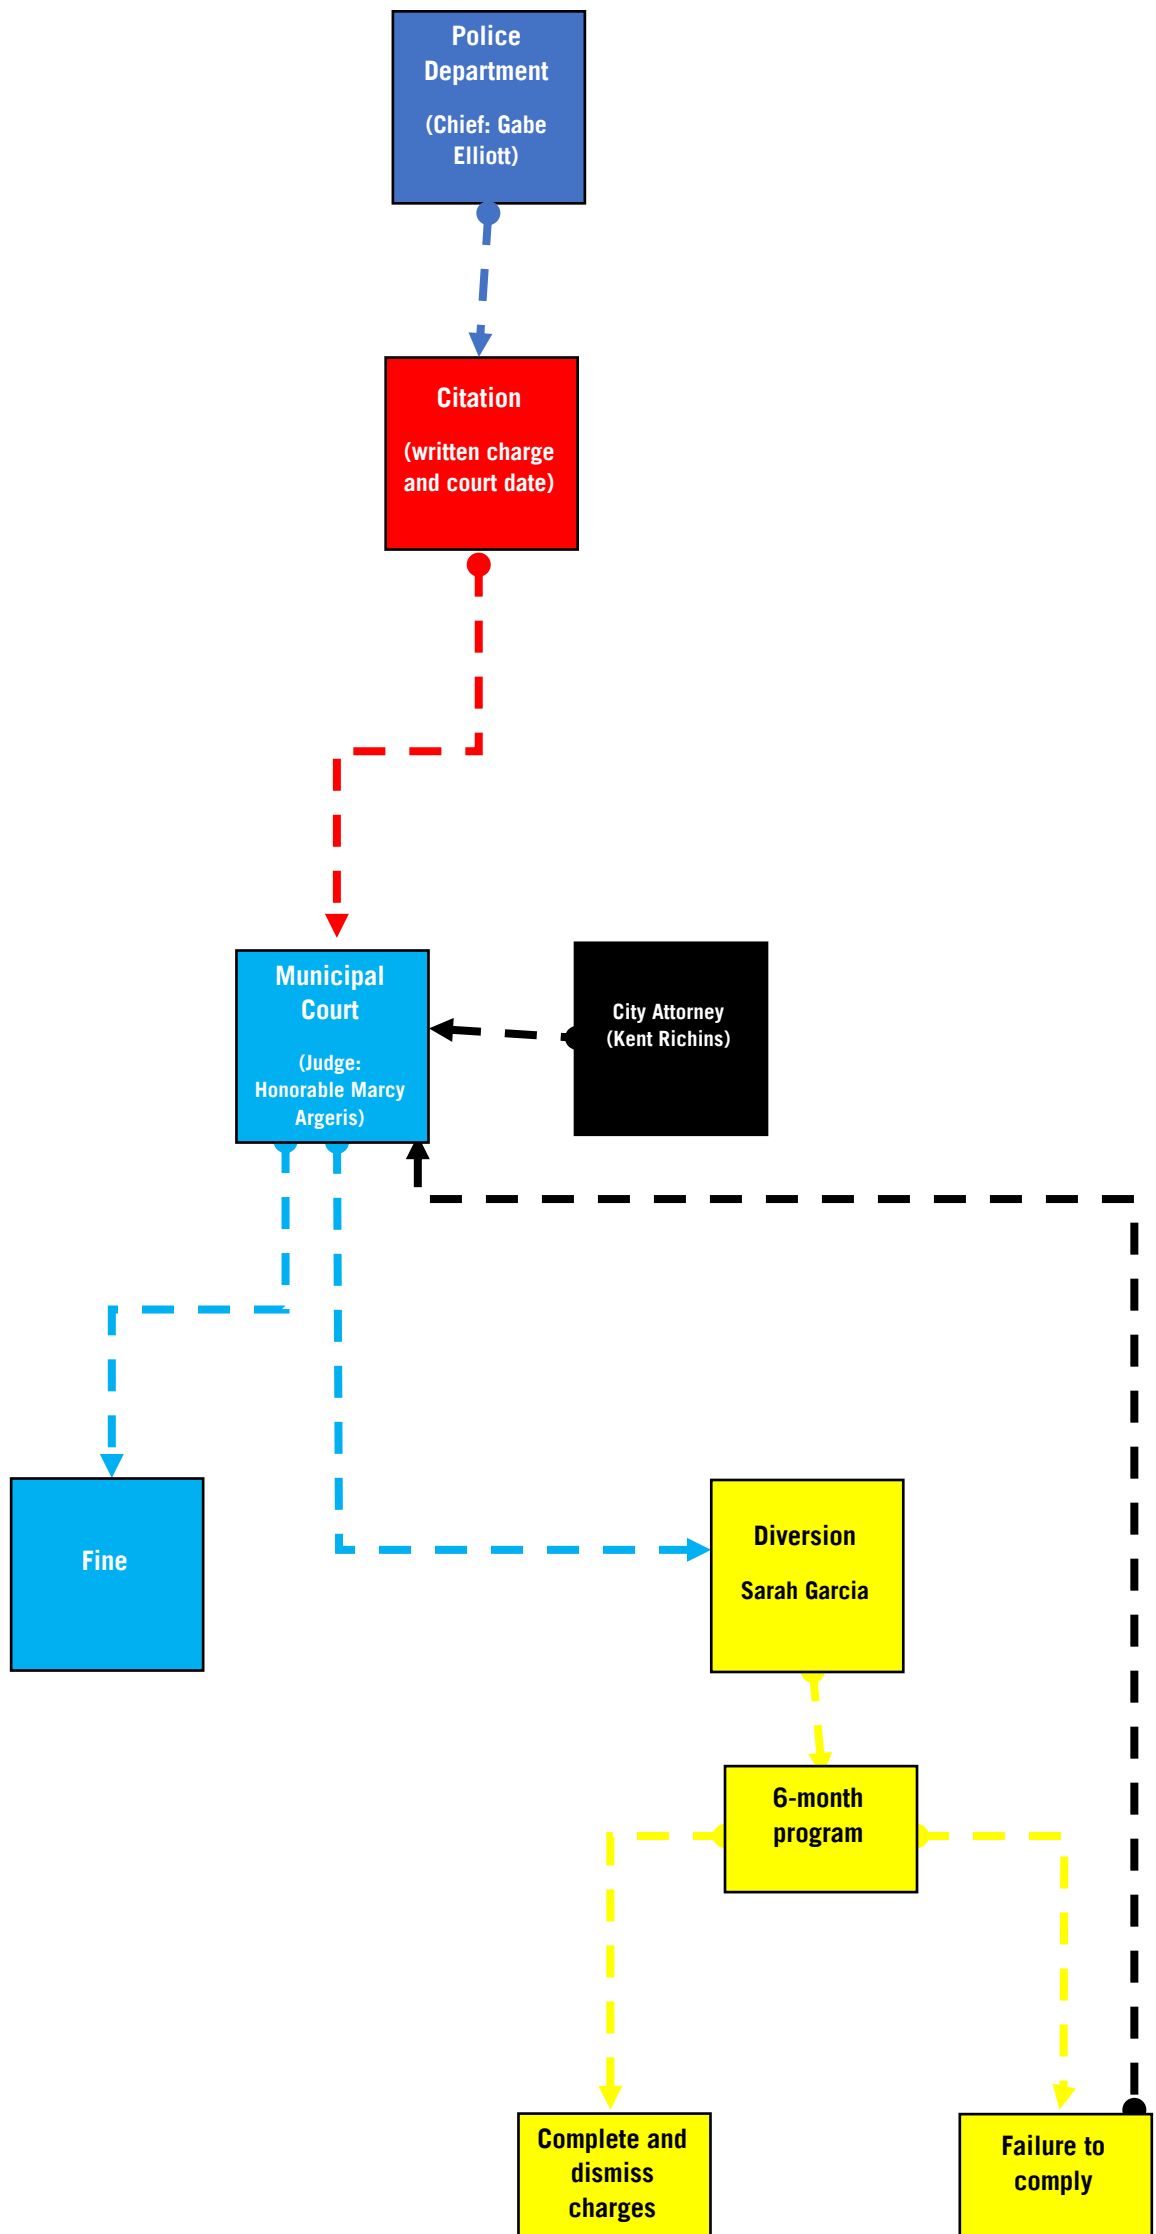 Police
Department
(Chief: Gabe
Elliott)
Citation
(written charge
and court date)
Municipal
Court
(Judge:
Honorable Marcy
Argeris)
City Attorney
(Kent Richins)
Fine
Diversion
Sarah Garcia
6-month
program
Complete and
dismiss
charges
Failure to
comply